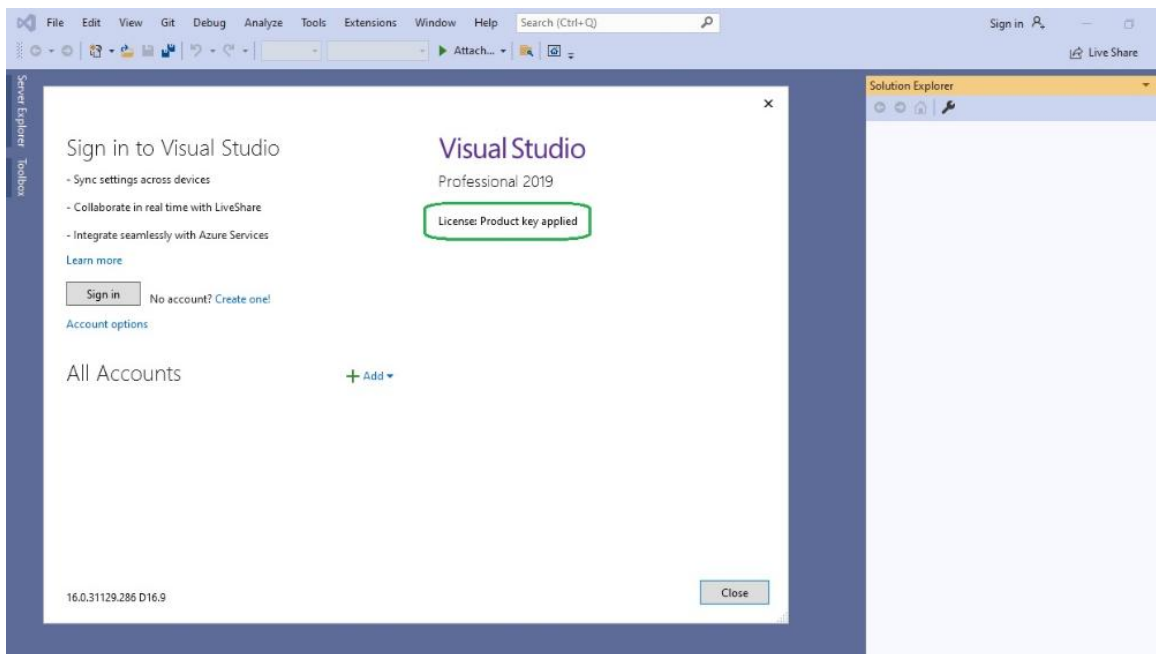 File Edit View Git Debug Analyze Tools Extensions Window Help Search (Ctrl+Q) Sign in
Attach... Live Share
Server Explorer
Toolbox
Solution Explorer
Sign in to Visual Studio
- Sync settings across devices
- Collaborate in real time with LiveShare
- Integrate seamlessly with Azure Services
Learn more
Sign in No account? Create one!
Account options
All Accounts
Add
Visual Studio
Professional 2019
License: Product key applied
16.0.31129.286 D16.9
Close